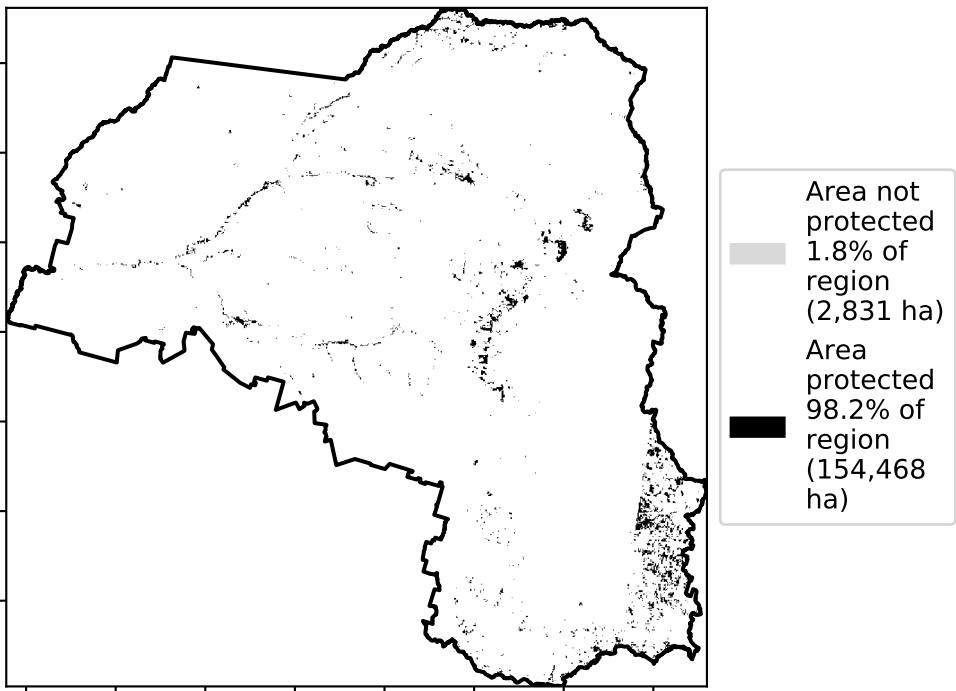 Area not
protected
1.8% of
region
(2,831 ha)
Area
protected
98.2% of
region
(154,468
ha)